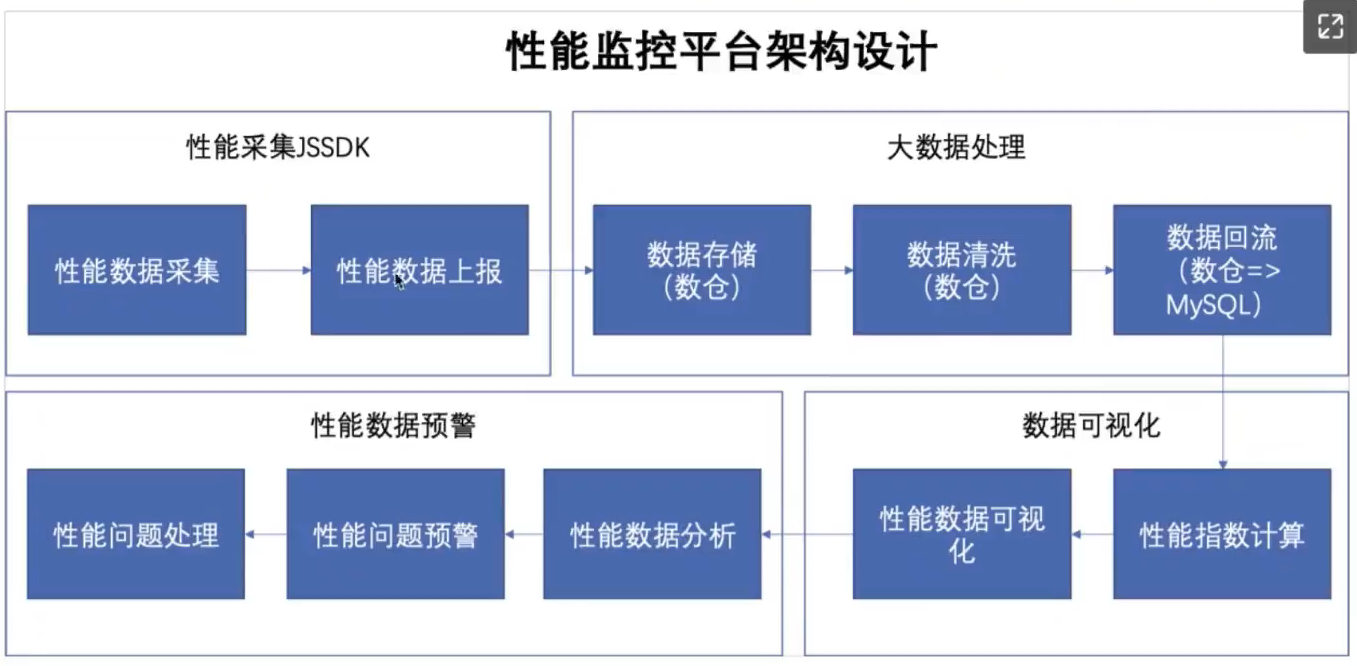 性能监控平台架构设计
性能采集JSSDK
性能数据采集
性能数据上报
大数据处理
数据存储
（数仓）
数据清洗
（数仓）
数据回流
（数仓=>
MySQL）
数据可视化
性能指数计算
性能数据可视
化
性能数据预警
性能数据分析
性能问题预警
性能问题处理